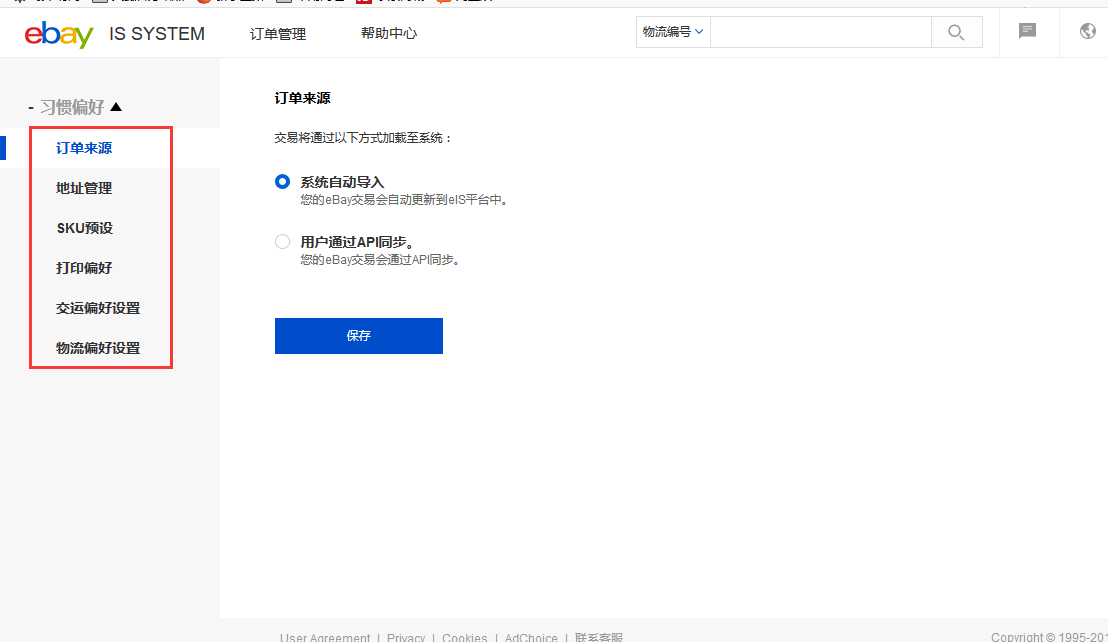 ebay IS SYSTEM 订单管理 帮助中心 物流编号
- 习惯偏好
订单来源
地址管理
SKU预设
打印偏好
交运偏好设置
物流偏好设置
订单来源
交易将通过以下方式加载至系统：
系统自动导入
您的eBay交易会自动更新到eIS平台中。
用户通过API同步。
您的eBay交易会通过API同步。
保存
User Agreement | Privacy | Cookies | AdChoice | 联系客服
Copyright © 1995-201